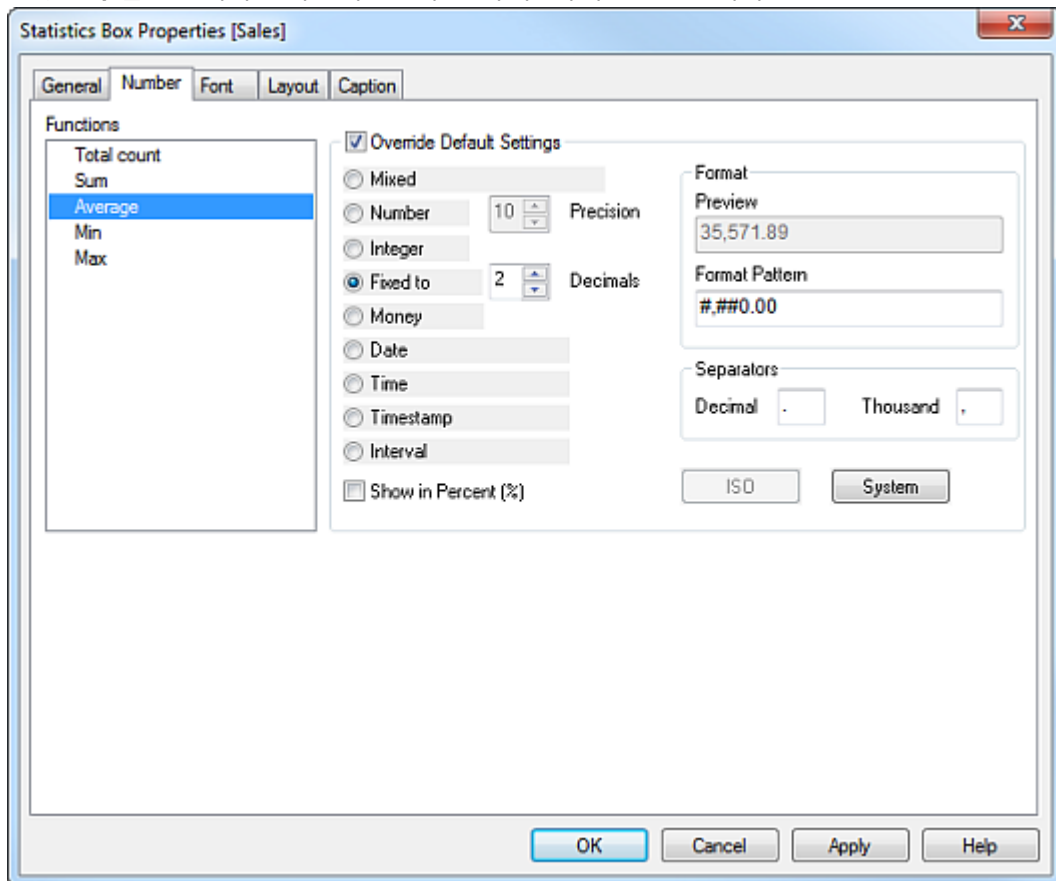 Statistics Box Properties [Sales]
General Number Font Layout Caption
Functions
Total count
Sum
Average
Min
Max
Override Default Settings
Mixed
Number 10 Precision
Integer
Fixed to 2 Decimals
Money
Date
Time
Timestamp
Interval
Show in Percent (%)
Format
Preview
35,571.89
Format Pattern
#,##0.00
Separators
Decimal . Thousand ,
ISO System
OK Cancel Apply Help